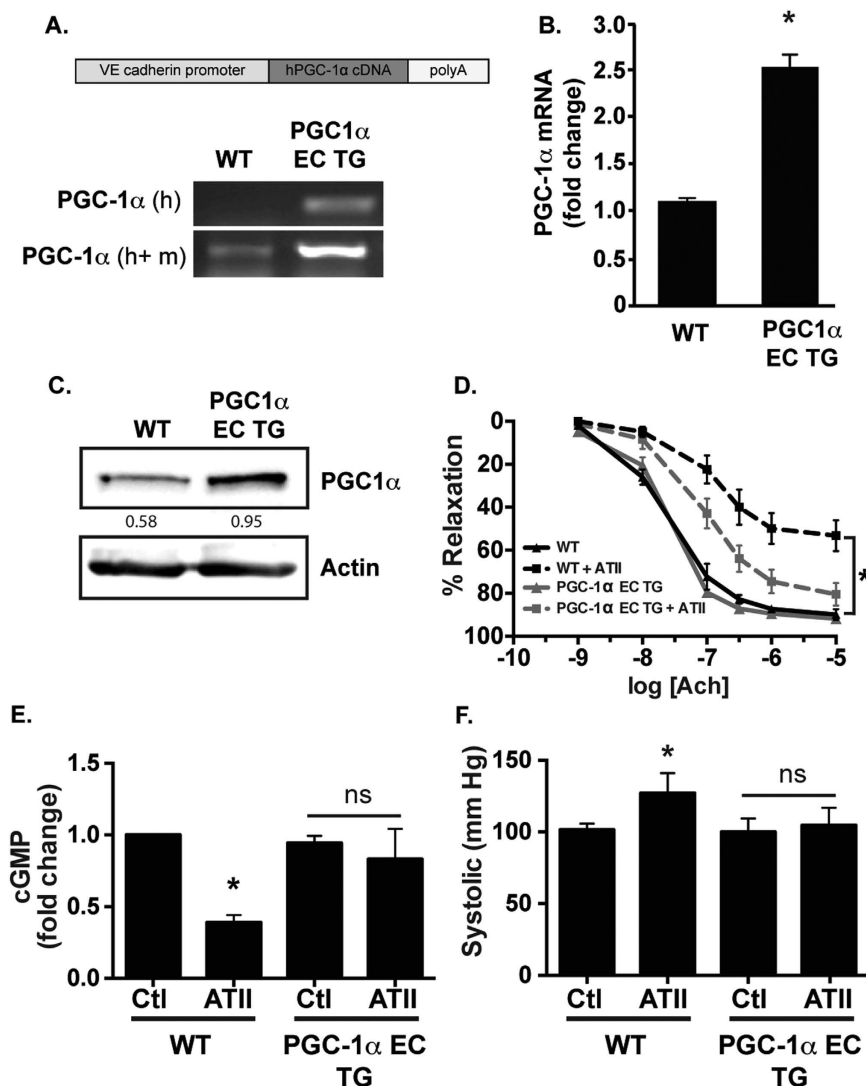 A.
VE cadherin promoter hPGC-1α cDNA polyA
PGC1α
WT EC TG
PGC-1α (h)
PGC-1α (h+ m)
B.
*
PGC-1α mRNA
(fold change)
3.0
2.5
2.0
1.5
1.0
0.5
0
WT PGC1α
EC TG
C.
PGC1α
WT EC TG
PGC1α
0.58 0.95
Actin
D.
% Relaxation
0
20
40
60
80
100
WT
WT + ATII
PGC-1α EC TG
PGC-1α EC TG + ATII
*
-10 -9 -8 -7 -6 -5
log [Ach]
E.
cGMP
(fold change)
1.5
1.0
0.5
0.0
*
ns
Ctl ATII Ctl ATII
WT PGC-1α EC
TG
F.
Systolic (mm Hg)
150
100
50
0
*
ns
Ctl ATII Ctl ATII
WT PGC-1α EC
TG